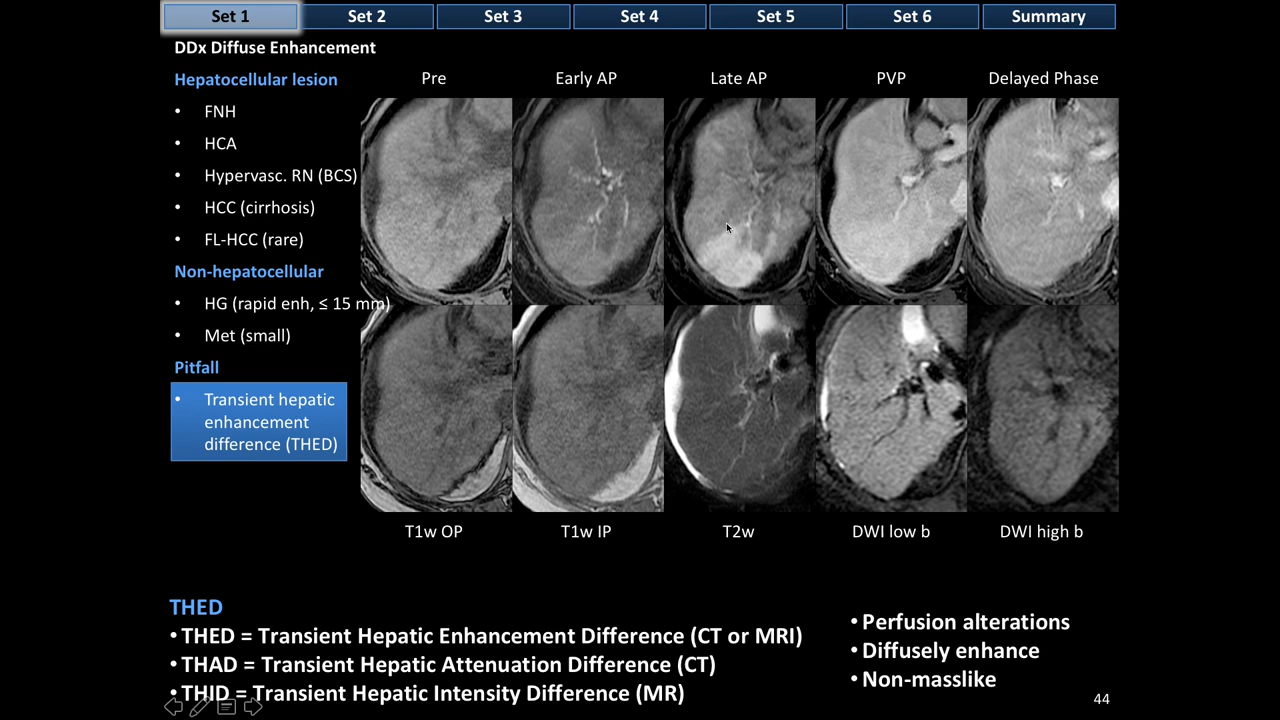 Set 1 Set 2 Set 3 Set 4 Set 5 Set 6 Summary
DDx Diffuse Enhancement
Hepatocellular lesion
Pre Early AP Late AP PVP Delayed Phase
• FNH
• HCA
• Hypervasc. RN (BCS)
• HCC (cirrhosis)
• FL-HCC (rare)
Non-hepatocellular
• HG (rapid enh, ≤ 15 mm)
• Met (small)
Pitfall
• Transient hepatic
enhancement
difference (THED)
T1w OP T1w IP T2w DWI low b DWI high b
THED
• THED = Transient Hepatic Enhancement Difference (CT or MRI)
• THAD = Transient Hepatic Attenuation Difference (CT)
• THID = Transient Hepatic Intensity Difference (MR)
• Perfusion alterations
• Diffusely enhance
• Non-masslike
44